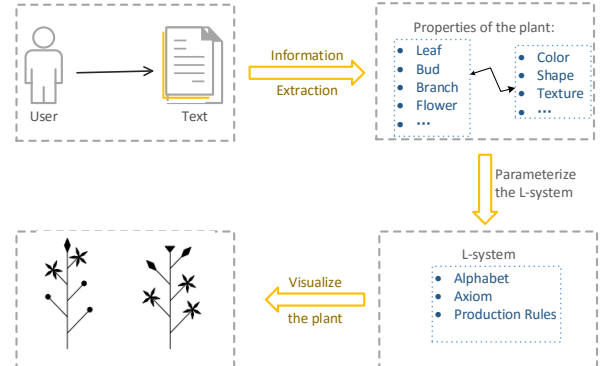 User
Text
Information
Extraction
Properties of the plant:
• Leaf
• Bud
• Branch
• Flower
• ...
• Color
• Shape
• Texture
• ...
Parameterize
the L-system
L-system
• Alphabet
• Axiom
• Production Rules
Visualize
the plant